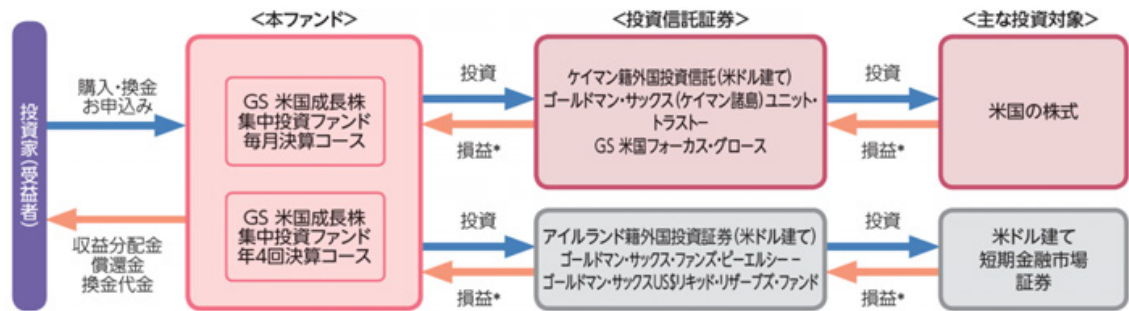 <本ファンド>
<投資信託証券>
<主な投資対象>
投資家(受益者)
購入・換金
お申込み
収益分配金
償還金
換金代金
GS 米国成長株
集中投資ファンド
毎月決算コース
GS 米国成長株
集中投資ファンド
年4回決算コース
投資
損益*
ケイマン籍外国投資信託(米ドル建て)
ゴールドマン・サックス(ケイマン諸島)ユニット・
トラストー
GS 米国フォーカス・グロース
投資
損益*
米国の株式
投資
損益*
アイルランド籍外国投資証券(米ドル建て)
ゴールドマン・サックス・ファンズ・ピーエルシー –
ゴールドマン・サックスUS$リキッド・リザーブズ・ファンド
投資
損益*
米ドル建て
短期金融市場
証券